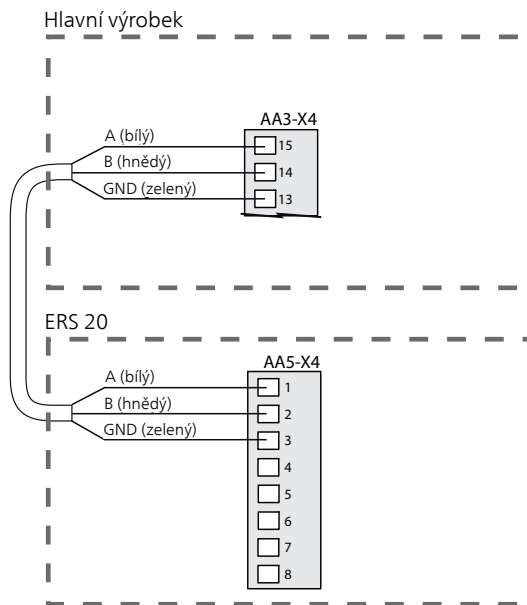 Hlavní výrobek
AA3-X4
A (bílý)
15
B (hnědý)
14
GND (zelený)
13
ERS 20
AA5-X4
A (bílý)
1
B (hnědý)
2
GND (zelený)
3
4
5
6
7
8